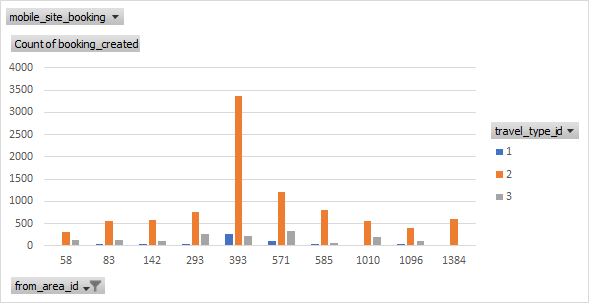 mobile_site_booking
Count of booking_created
4000
3500
3000
2500
2000
1500
1000
500
0
58 83 142 293 393 571 585 1010 1096 1384
travel_type_id
1
2
3
from_area_id